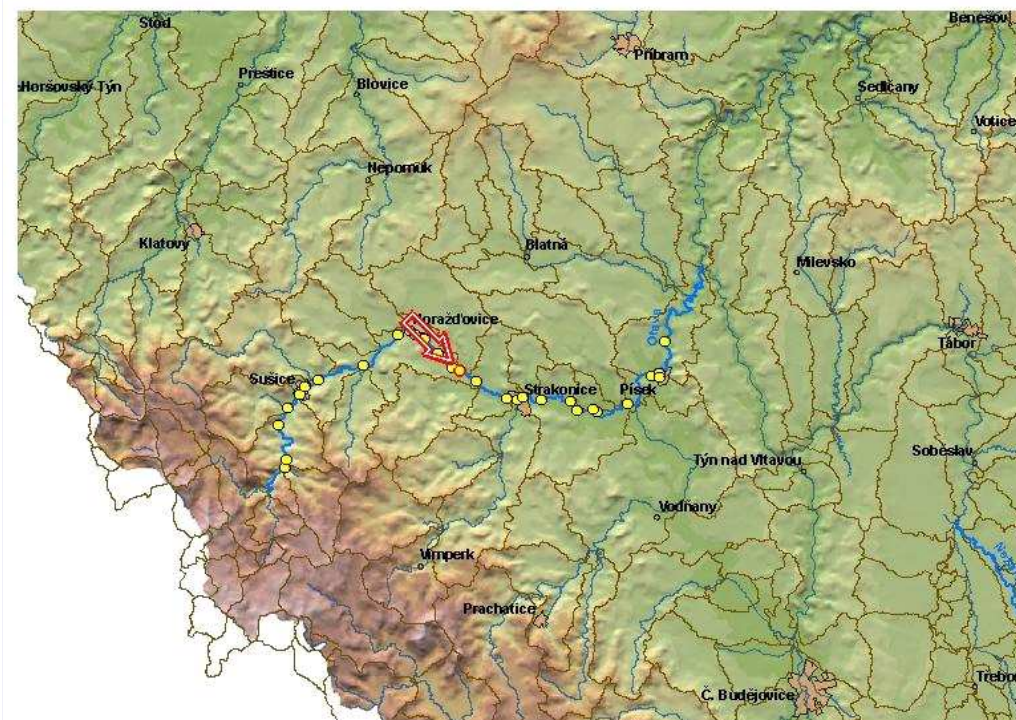 Stod
Benešov
Příbram
Přeštice
Horšovský Týn
Blovice
Sedlčany
Votice
Nepomuk
Klatovy
Blatná
Milevsko
Horažďovice
Otava
Tábor
Sušice
Strakonice
Písek
Týn nad Vltavou
Soběslav
Vodňany
Vimperk
Prachatice
Č. Budějovice